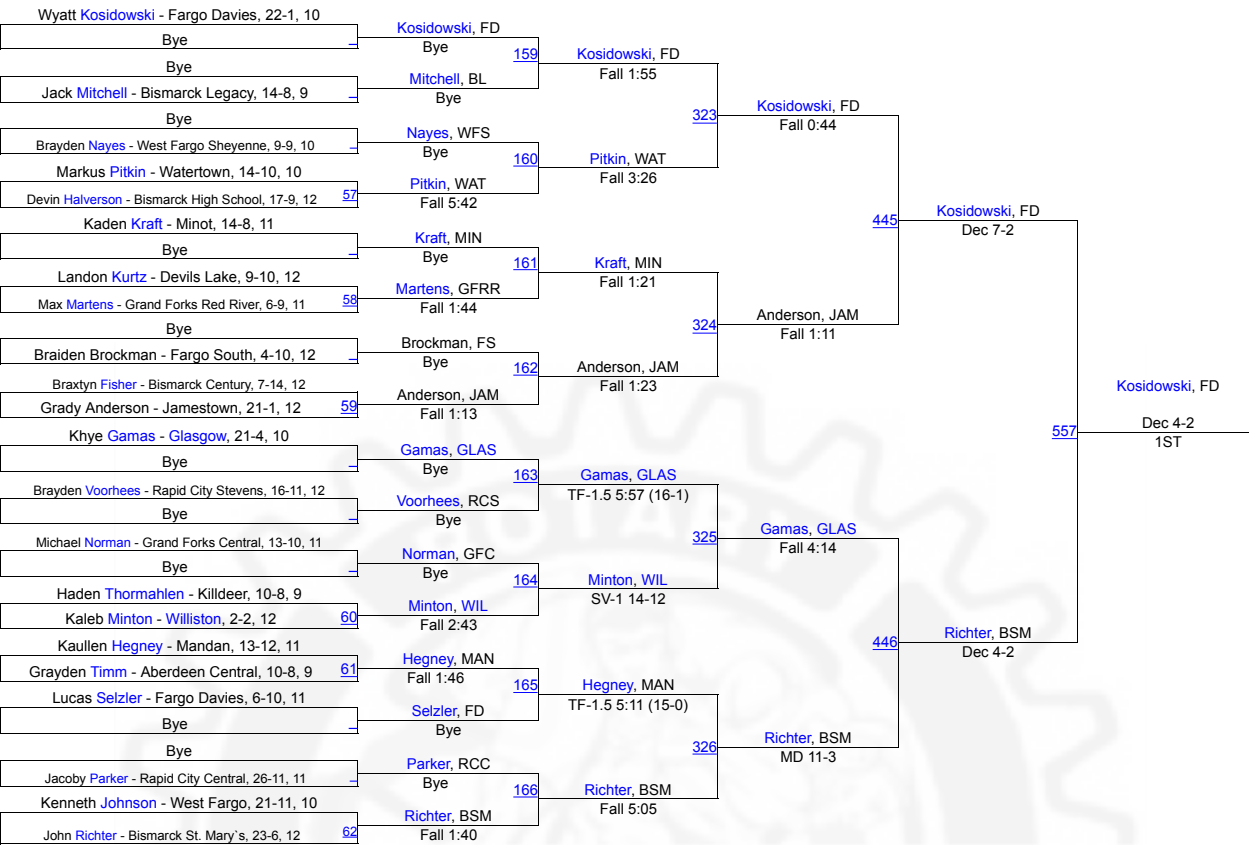 Wyatt Kosidowski - Fargo Davies, 22-1, 10
Bye
_
Bye
Jack Mitchell - Bismarck Legacy, 14-8, 9
_
Bye
Brayden Nayes - West Fargo Sheyenne, 9-9, 10
_
Markus Pitkin - Watertown, 14-10, 10
Devin Halverson - Bismarck High School, 17-9, 12
57
Kaden Kraft - Minot, 14-8, 11
Bye
_
Landon Kurtz - Devils Lake, 9-10, 12
Max Martens - Grand Forks Red River, 6-9, 11
58
Bye
Braiden Brockman - Fargo South, 4-10, 12
_
Braxtyn Fisher - Bismarck Century, 7-14, 12
Grady Anderson - Jamestown, 21-1, 12
59
Khye Gamas - Glasgow, 21-4, 10
Bye
_
Brayden Voorhees - Rapid City Stevens, 16-11, 12
Bye
_
Michael Norman - Grand Forks Central, 13-10, 11
Bye
_
Haden Thormahlen - Killdeer, 10-8, 9
Kaleb Minton - Williston, 2-2, 12
60
Kaullen Hegney - Mandan, 13-12, 11
Grayden Timm - Aberdeen Central, 10-8, 9
61
Lucas Selzler - Fargo Davies, 6-10, 11
Bye
_
Bye
Jacoby Parker - Rapid City Central, 26-11, 11
_
Kenneth Johnson - West Fargo, 21-11, 10
John Richter - Bismarck St. Mary`s, 23-6, 12
62
Kosidowski, FD
Bye
159
Mitchell, BL
Bye
Nayes, WFS
Bye
160
Pitkin, WAT
Fall 5:42
Kraft, MIN
Bye
161
Martens, GFRR
Fall 1:44
Brockman, FS
Bye
162
Anderson, JAM
Fall 1:13
Gamas, GLAS
Bye
163
Voorhees, RCS
Bye
Norman, GFC
Bye
164
Minton, WIL
Fall 2:43
Hegney, MAN
Fall 1:46
165
Selzler, FD
Bye
Parker, RCC
Bye
166
Richter, BSM
Fall 1:40
Kosidowski, FD
Fall 1:55
323
Pitkin, WAT
Fall 3:26
Kraft, MIN
Fall 1:21
324
Anderson, JAM
Fall 1:23
Gamas, GLAS
TF-1.5 5:57 (16-1)
325
Minton, WIL
SV-1 14-12
Hegney, MAN
TF-1.5 5:11 (15-0)
326
Richter, BSM
Fall 5:05
Kosidowski, FD
Fall 0:44
445
Anderson, JAM
Fall 1:11
Gamas, GLAS
Fall 4:14
446
Richter, BSM
MD 11-3
Kosidowski, FD
Dec 7-2
557
Richter, BSM
Dec 4-2
Kosidowski, FD
Dec 4-2
1ST
ROTARY